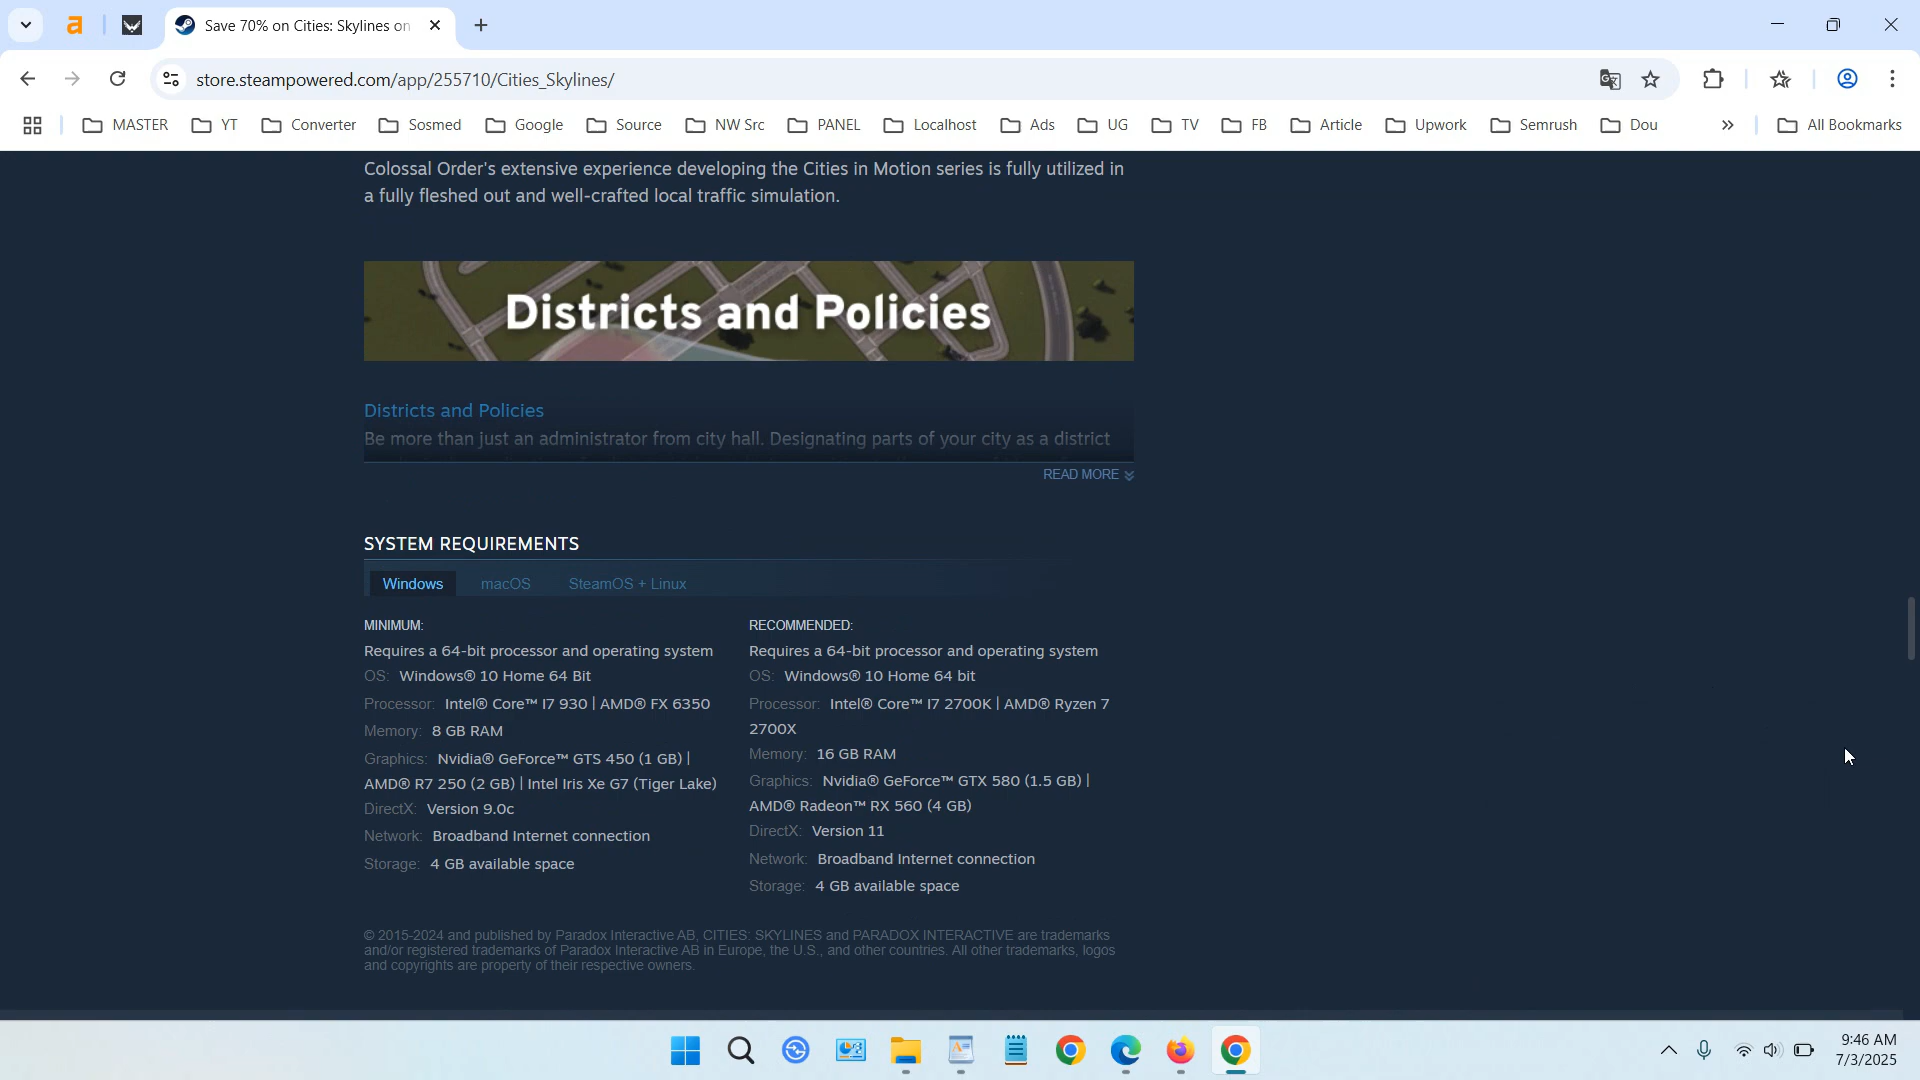 Save 70% on Cities: Skylines on
store.steampowered.com/app/255710/Cities_Skylines/
MASTER YT Converter Sosmed Google Source NW Src PANEL Localhost Ads UG TV FB Article Upwork Semrush Dou » All Bookmarks
Colossal Order's extensive experience developing the Cities in Motion series is fully utilized in
a fully fleshed out and well-crafted local traffic simulation.
Districts and Policies
Districts and Policies
Be more than just an administrator from city hall. Designating parts of your city as a district
READ MORE
SYSTEM REQUIREMENTS
Windows macOS SteamOS + Linux
MINIMUM:
Requires a 64-bit processor and operating system
OS: Windows® 10 Home 64 Bit
Processor: Intel® Core™ I7 930 | AMD® FX 6350
Memory: 8 GB RAM
Graphics: Nvidia® GeForce™ GTS 450 (1 GB) |
AMD® R7 250 (2 GB) | Intel Iris Xe G7 (Tiger Lake)
DirectX: Version 9.0c
Network: Broadband Internet connection
Storage: 4 GB available space
RECOMMENDED:
Requires a 64-bit processor and operating system
OS: Windows® 10 Home 64 bit
Processor: Intel® Core™ I7 2700K | AMD® Ryzen 7
2700X
Memory: 16 GB RAM
Graphics: Nvidia® GeForce™ GTX 580 (1.5 GB) |
AMD® Radeon™ RX 560 (4 GB)
DirectX: Version 11
Network: Broadband Internet connection
Storage: 4 GB available space
© 2015-2024 and published by Paradox Interactive AB, CITIES: SKYLINES and PARADOX INTERACTIVE are trademarks
and/or registered trademarks of Paradox Interactive AB in Europe, the U.S., and other countries. All other trademarks, logos
and copyrights are property of their respective owners.
9:46 AM
7/3/2025